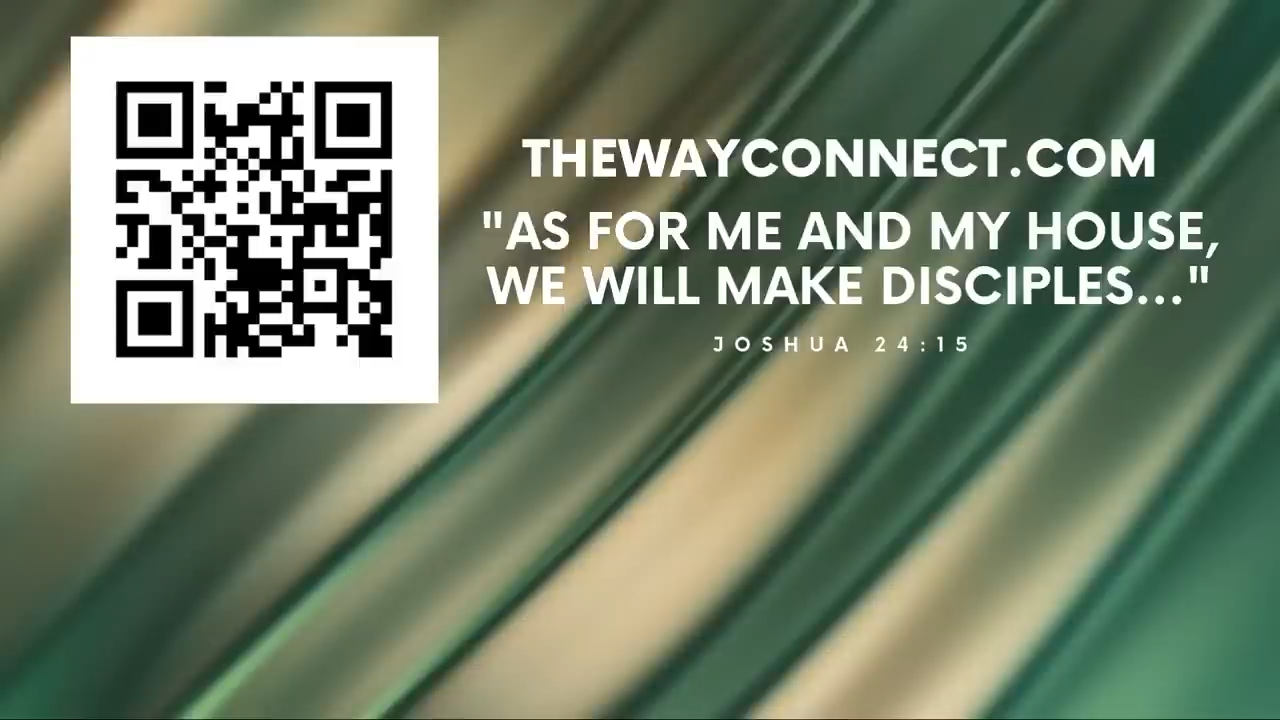 THEWAYCONNECT.COM
"AS FOR ME AND MY HOUSE,
WE WILL MAKE DISCIPLES..."
JOSHUA 24:15